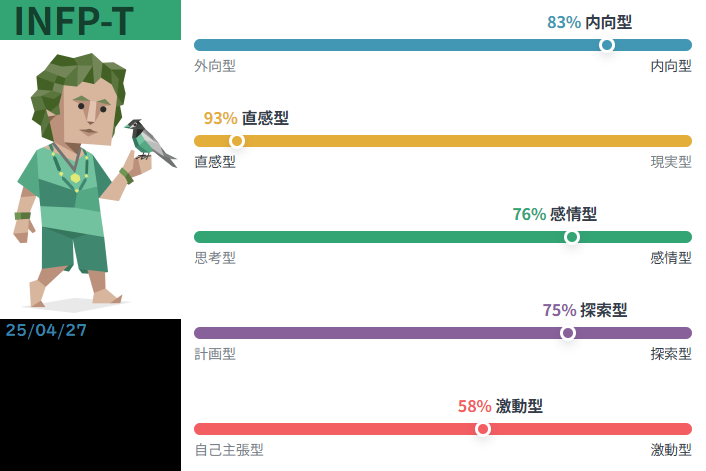 INFP-T
83% 内向型
外向型 内向型
93% 直感型
直感型 現実型
76% 感情型
思考型 感情型
75% 探索型
計画型 探索型
58% 激動型
自己主張型 激動型
25/04/27